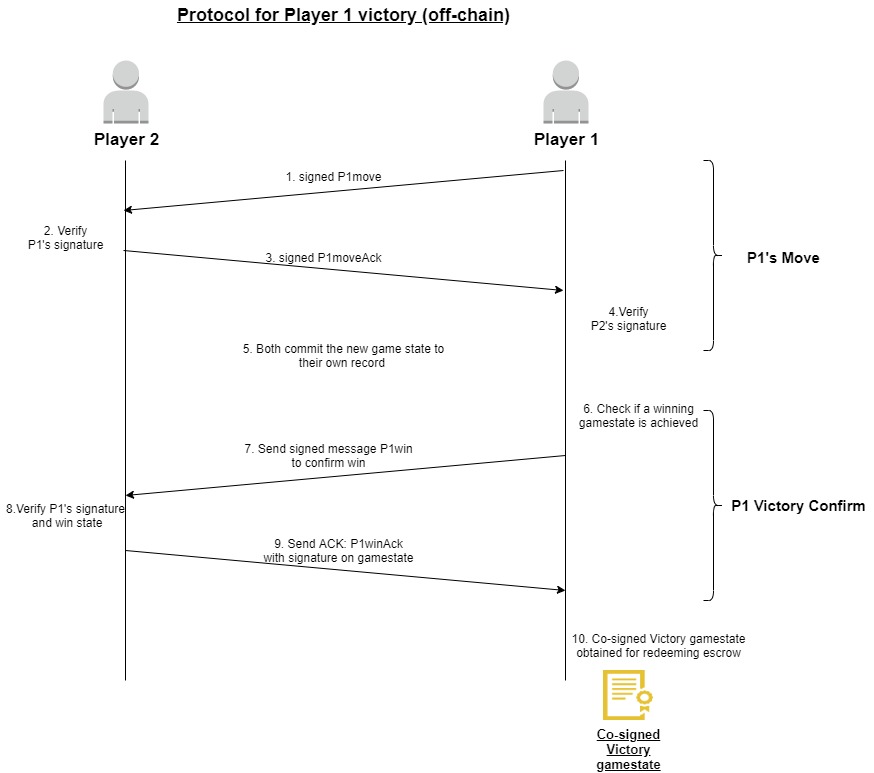 Protocol for Player 1 victory (off-chain)
Player 2
Player 1
1. signed P1move
2. Verify
P1's signature
3. signed P1moveAck
P1's Move
4.Verify
P2's signature
5. Both commit the new game state to
their own record
6. Check if a winning
gamestate is achieved
7. Send signed message P1win
to confirm win
8.Verify P1's signature
and win state
P1 Victory Confirm
9. Send ACK: P1winAck
with signature on gamestate
10. Co-signed Victory gamestate
obtained for redeeming escrow
Co-signed
Victory
gamestate